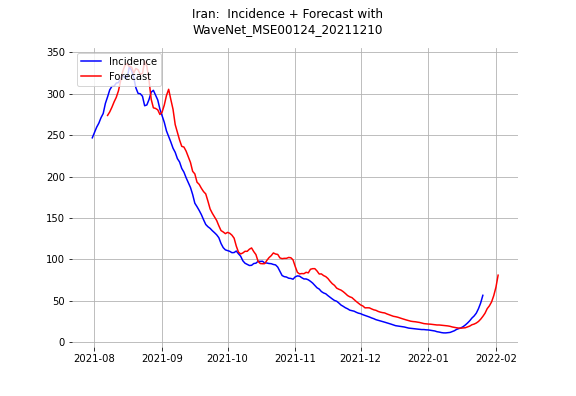 Iran:  Incidence + Forecast with
WaveNet_MSE00124_20211210
350
300
250
200
150
100
50
0
Incidence
Forecast
2021-08 2021-09 2021-10 2021-11 2021-12 2022-01 2022-02